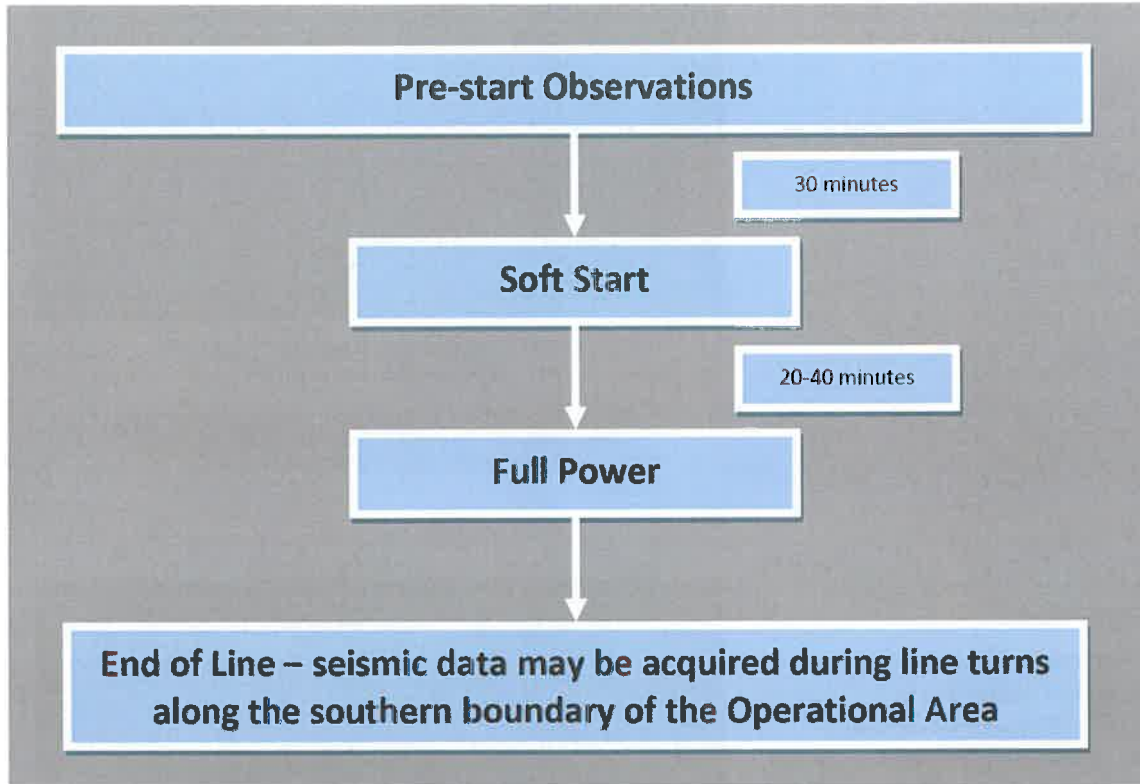 Pre-start Observations
30 minutes
Soft Start
20-40 minutes
Full Power
End of Line – seismic data may be acquired during line turns
along the southern boundary of the Operational Area